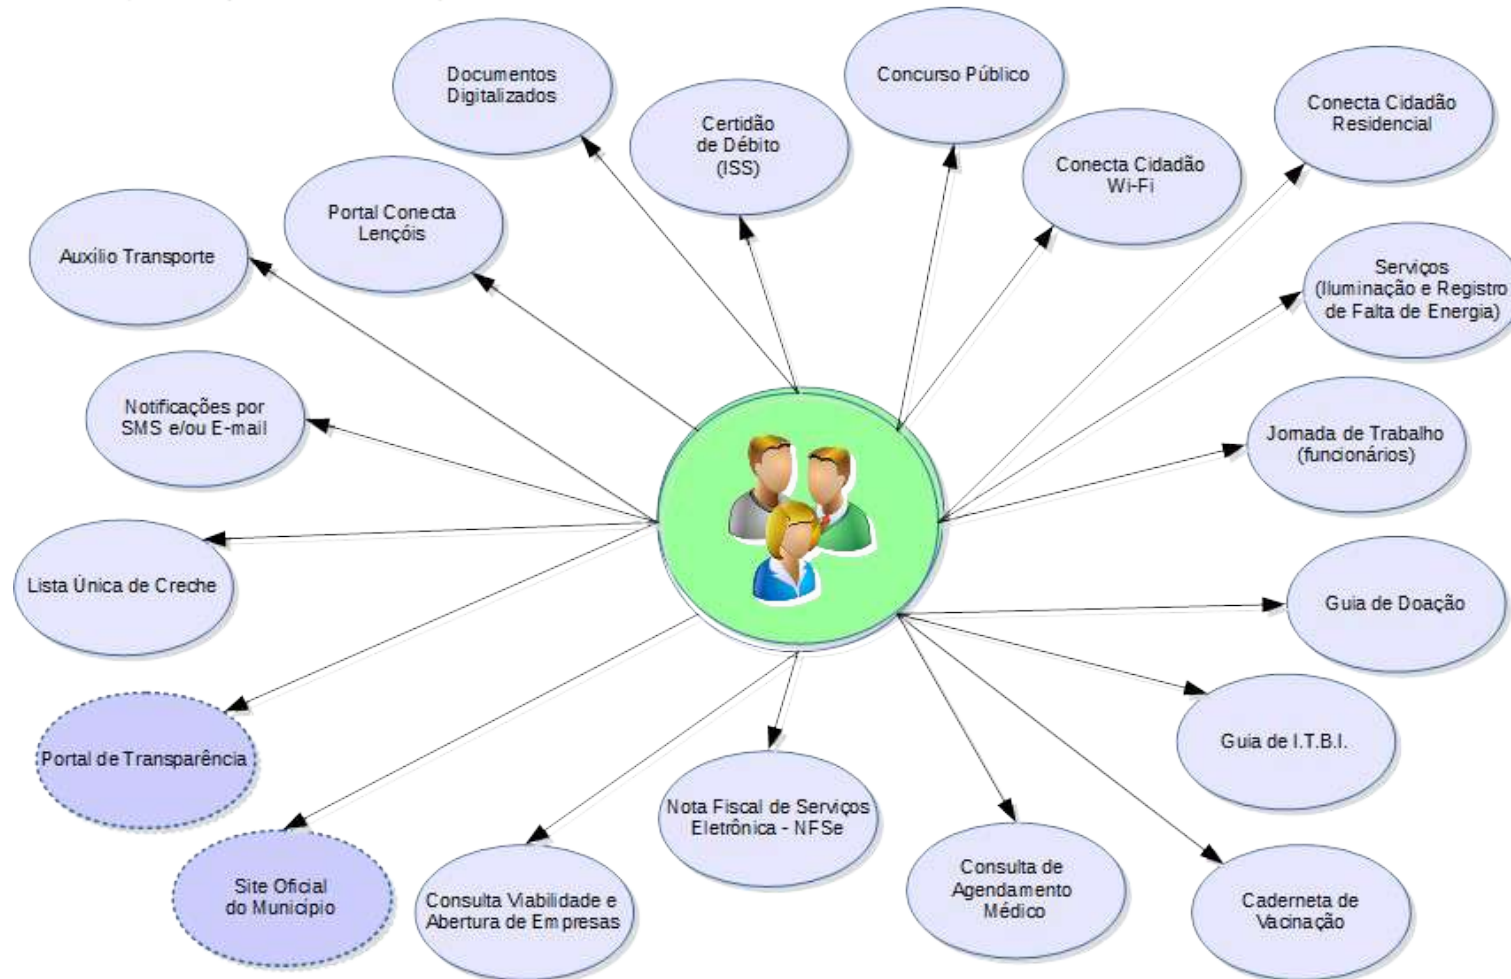 Documentos
Digitalizados
Concurso Público
Conecta Cidadão
Residencial
Certidão
de Débito
(ISS)
Conecta Cidadão
Wi-Fi
Portal Conecta
Lençóis
Auxílio Transporte
Serviços
(Iluminação e Registro
de Falta de Energia)
Notificações por
SMS e/ou E-mail
Jornada de Trabalho
(funcionários)
Lista Única de Creche
Guia de Doação
Portal de Transparência
Guia de I.T.B.I.
Nota Fiscal de Serviços
Eletrônica - NFSe
Site Oficial
do Município
Consulta Viabilidade e
Abertura de Empresas
Consulta de
Agendamento
Médico
Caderneta de
Vacinação